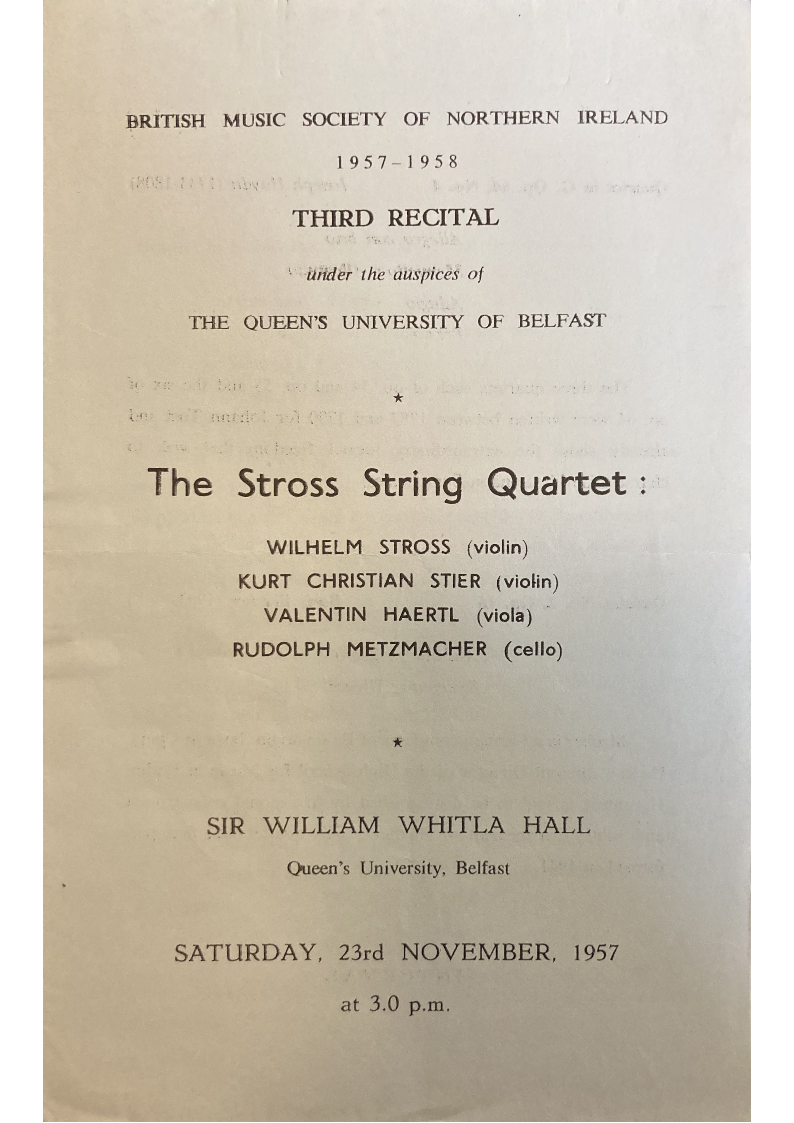 BRITISH MUSIC SOCIETY OF NORTHERN IRELAND
1957–1958
THIRD RECITAL
under the auspices of
THE QUEEN'S UNIVERSITY OF BELFAST
★
The Stross String Quartet :
WILHELM STROSS (violin)
KURT CHRISTIAN STIER (violin)
VALENTIN HAERTL (viola)
RUDOLPH METZMACHER (cello)
★
SIR WILLIAM WHITLA HALL
Queen's University, Belfast
SATURDAY, 23rd NOVEMBER, 1957
at 3.0 p.m.